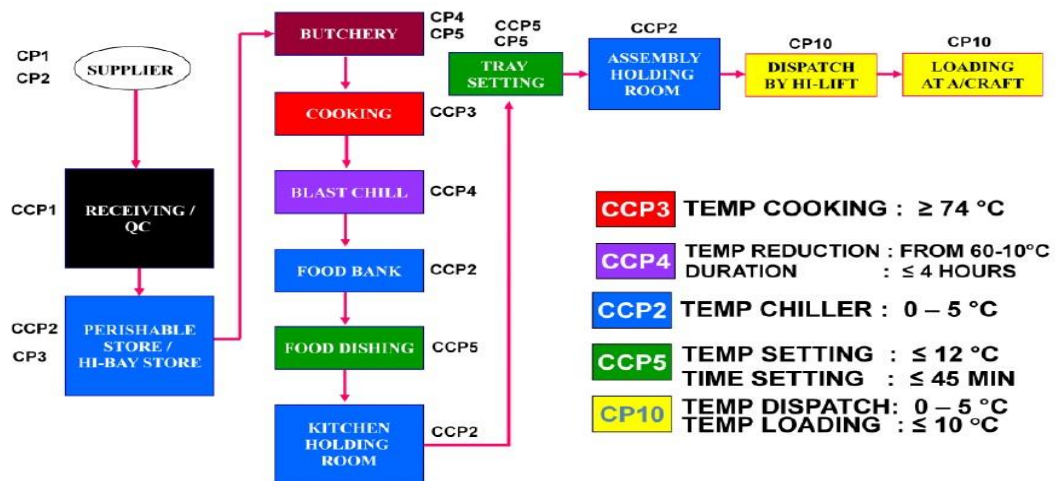 CP1
CP2
SUPPLIER
CCP1
RECEIVING /
QC
CCP2
CP3
PERISHABLE
STORE /
HI-BAY STORE
BUTCHERY
CP4
CP5
COOKING
CCP3
BLAST CHILL
CCP4
FOOD BANK
CCP2
FOOD DISHING
CCP5
KITCHEN
HOLDING
ROOM
CCP2
CCP5
CP5
TRAY
SETTING
CCP2
ASSEMBLY
HOLDING
ROOM
CP10
DISPATCH
BY HI-LIFT
CP10
LOADING
AT A/CRAFT
CCP3 TEMP COOKING : ≥ 74 °C
CCP4 TEMP REDUCTION : FROM 60-10°C
DURATION : ≤ 4 HOURS
CCP2 TEMP CHILLER : 0 – 5 °C
CCP5 TEMP SETTING : ≤ 12 °C
TIME SETTING : ≤ 45 MIN
CP10 TEMP DISPATCH: 0 – 5 °C
TEMP LOADING : ≤ 10 °C